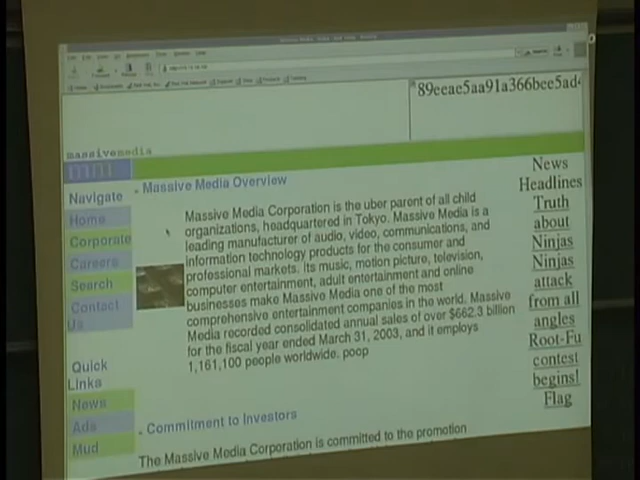 89eeae5aa91a366bee5ad4
massivemedia
mm
Navigate
Home
Corporate
Careers
Search
Contact
Us
Quick
Links
News
Ads
Mud
Massive Media Overview
Massive Media Corporation is the uber parent of all child
organizations, headquartered in Tokyo. Massive Media is a
leading manufacturer of audio, video, communications, and
information technology products for the consumer and
professional markets. Its music, motion picture, television,
computer entertainment, adult entertainment and online
businesses make Massive Media one of the most
comprehensive entertainment companies in the world. Massive
Media recorded consolidated annual sales of over $662.3 billion
for the fiscal year ended March 31, 2003, and it employs
1,161,100 people worldwide. poop
Commitment to Investors
The Massive Media Corporation is committed to the promotion
News
Headlines
Truth
about
Ninjas
Ninjas
attack
from all
angles
Root-Fu
contest
begins!
Flag